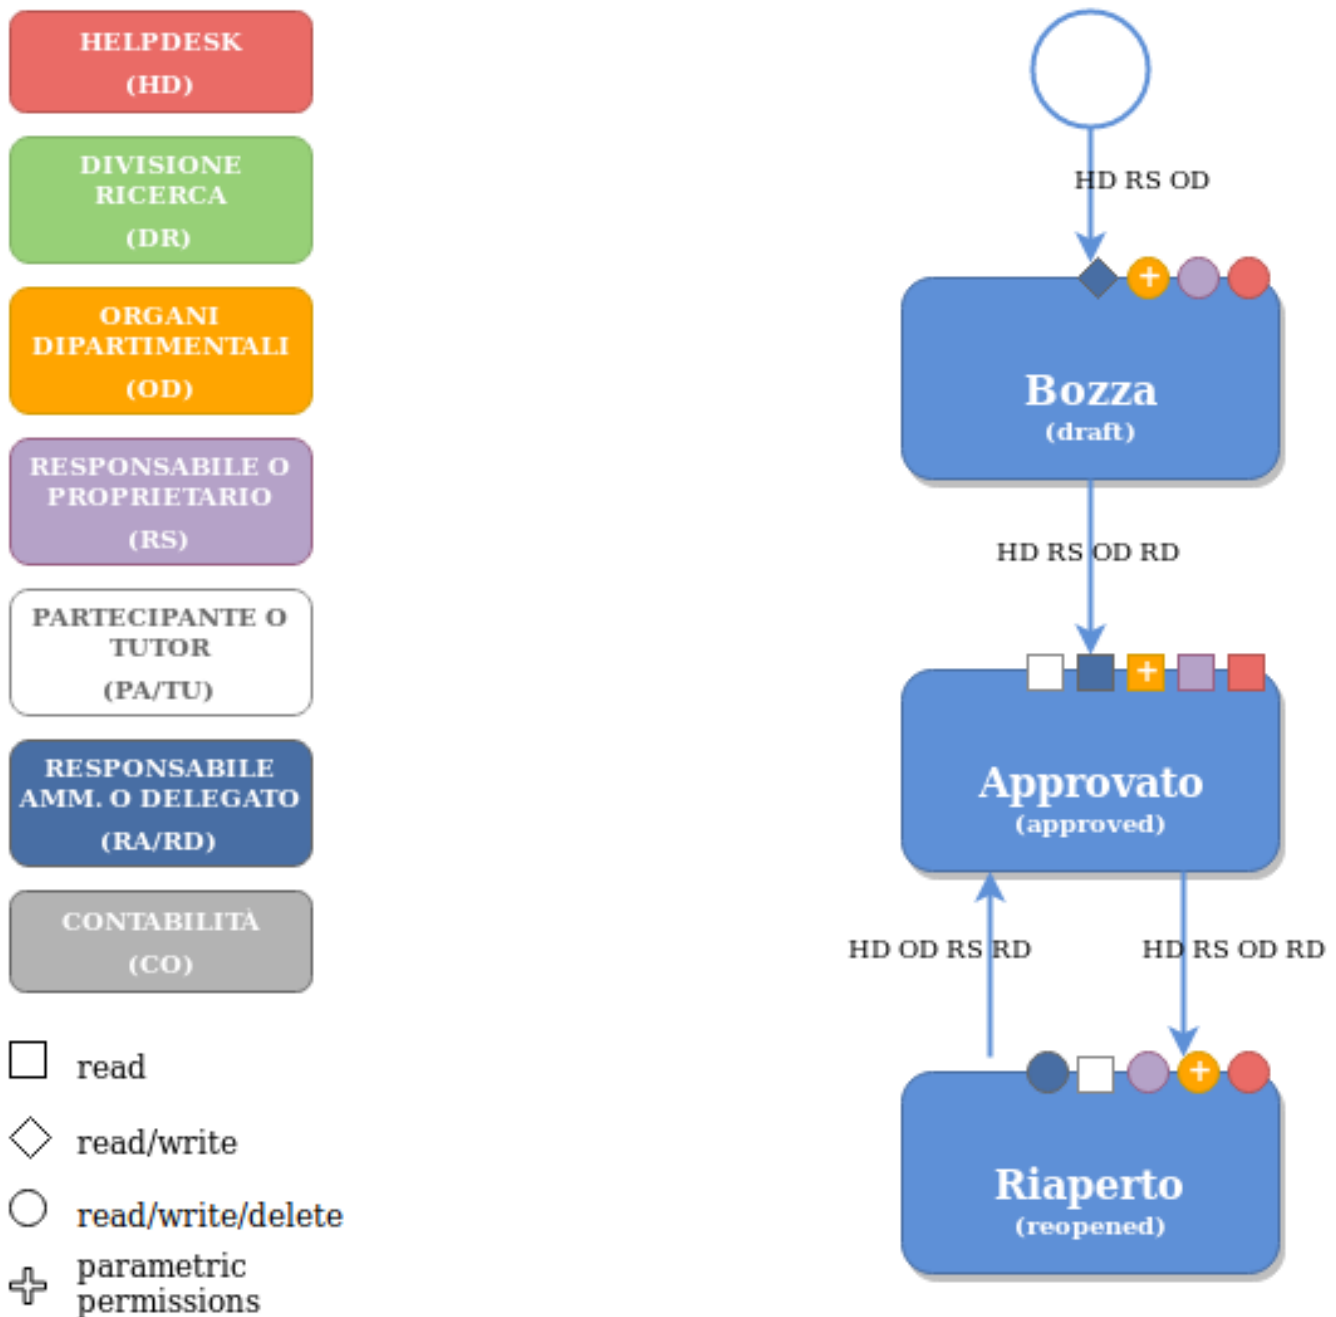 HELPDESK
(HD)
DIVISIONE
RICERCA
(DR)
ORGANI
DIPARTIMENTALI
(OD)
RESPONSABILE O
PROPRIETARIO
(RS)
PARTECIPANTE O
TUTOR
(PA/TU)
RESPONSABILE
AMM. O DELEGATO
(RA/RD)
CONTABILITÀ
(CO)
read
read/write
read/write/delete
parametric
permissions
HD RS OD
Bozza
(draft)
HD RS OD RD
Approvato
(approved)
HD OD RS RD
HD RS OD RD
Riaperto
(reopened)